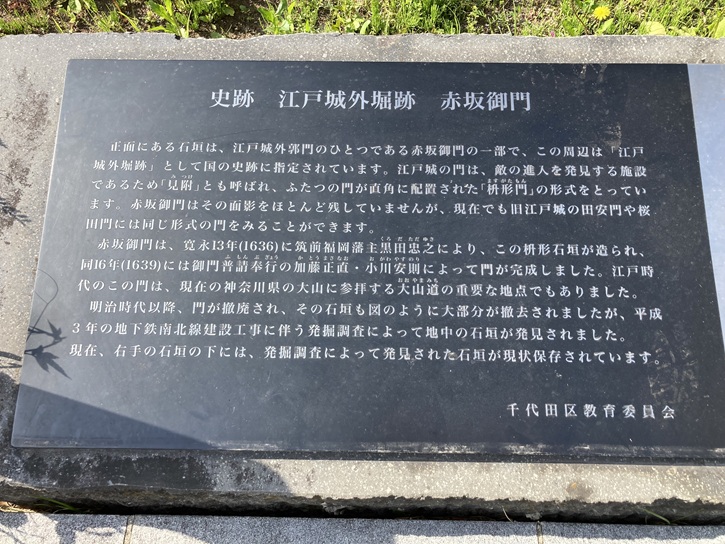 史跡　江戸城外堀跡　赤坂御門
正面にある石垣は、江戸城外郭門のひとつである赤坂御門の一部で、この周辺は「江戸
城外堀跡」として国の史跡に指定されています。江戸城の門は、敵の進入を発見する施設
であるため「見附」とも呼ばれ、ふたつの門が直角に配置された「枡形門」の形式をとってい
ます。赤坂御門はその面影をほとんど残していませんが、現在でも旧江戸城の田安門や桜
田門には同じ形式の門をみることができます。
赤坂御門は、寛永13年(1636)に筑前福岡藩主黒田忠之により、この枡形石垣が造られ、
同16年(1639)には御門普請奉行の加藤正直・小川安則によって門が完成しました。江戸時
代のこの門は、現在の神奈川県の大山に参拝する大山道の重要な地点でもありました。
明治時代以降、門が撤廃され、その石垣も図のように大部分が撤去されましたが、平成
３年の地下鉄南北線建設工事に伴う発掘調査によって地中の石垣が発見されました。
現在、右手の石垣の下には、発掘調査によって発見された石垣が現状保存されています。
千代田区教育委員会